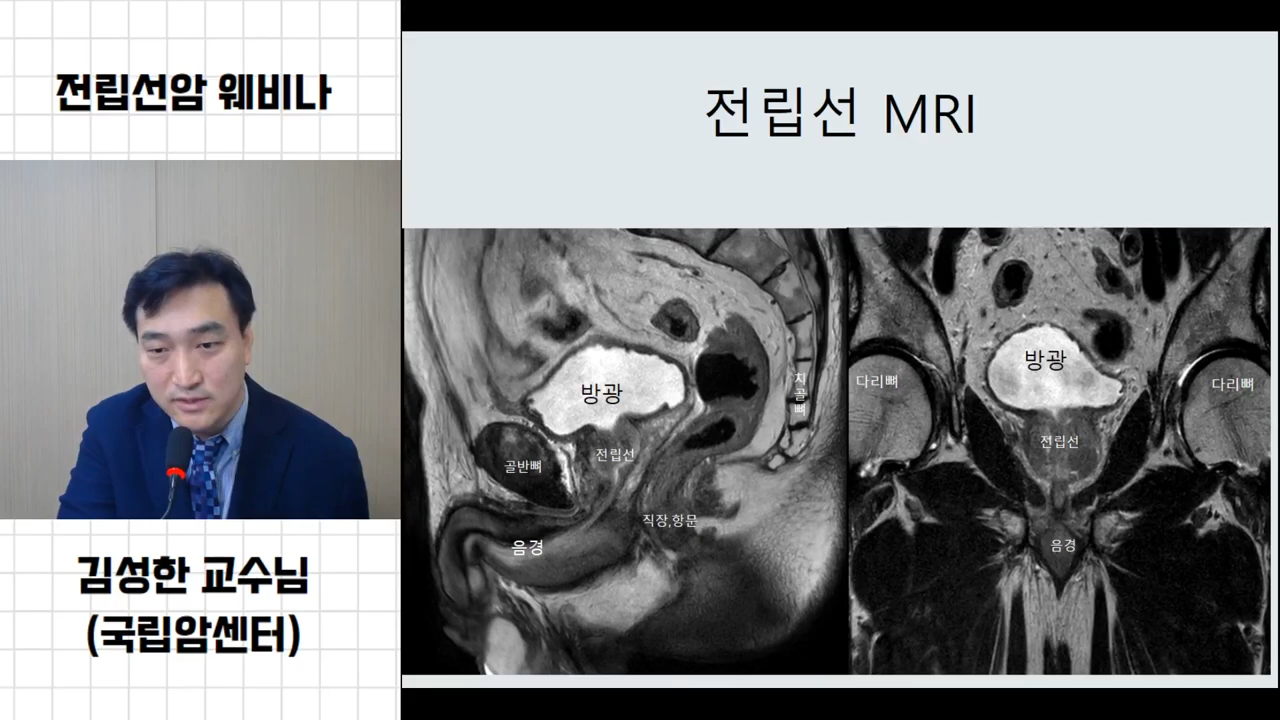 전립선암 웨비나
김성한 교수님
(국립암센터)
전립선 MRI
방광
전립선
골반뼈
직장,항문
음경
치골뼈
방광
다리뼈
다리뼈
전립선
음경